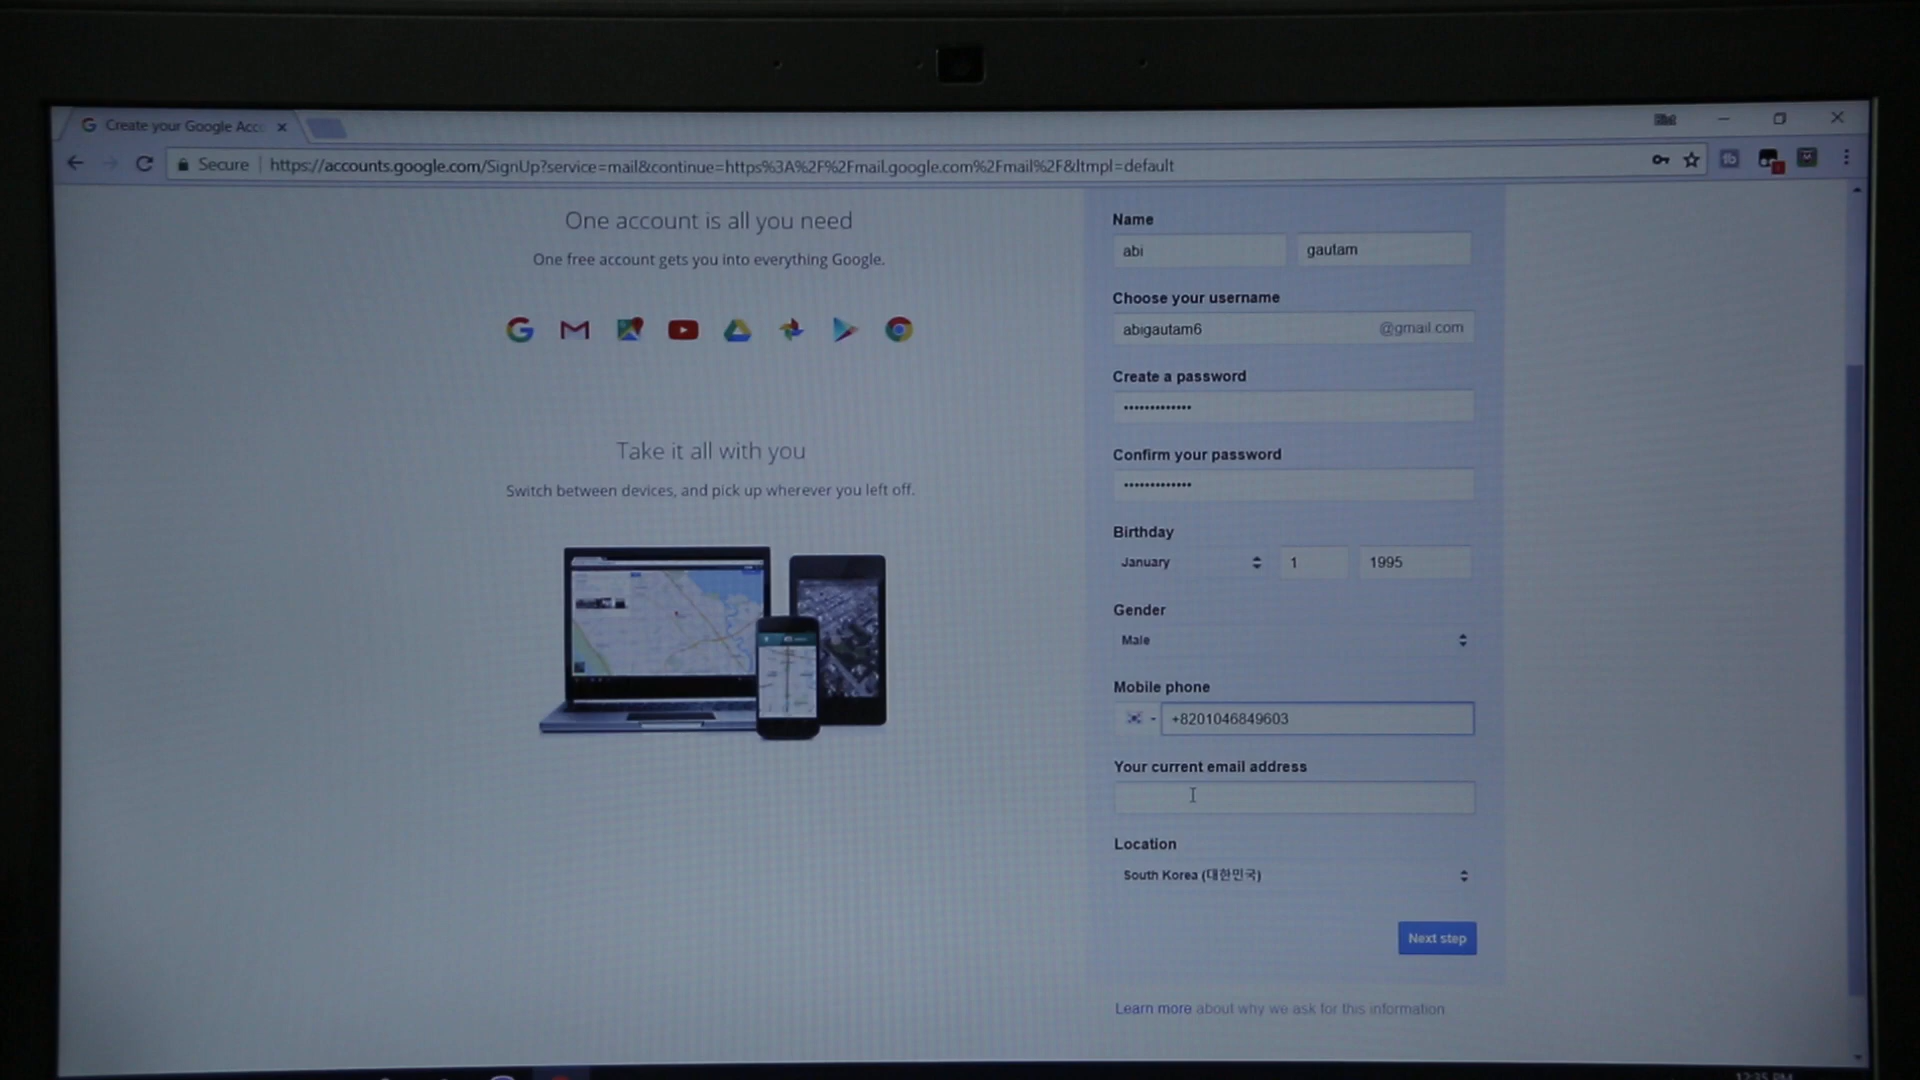 Create your Google Acc
Secure | https://accounts.google.com/SignUp?service=mail&continue=https%3A%2F%2Fmail.google.com%2Fmail%2F&ltmpl=default
One account is all you need
One free account gets you into everything Google.
Take it all with you
Switch between devices, and pick up wherever you left off.
Name
abi gautam
Choose your username
abigautam6 @gmail.com
Create a password
•••••••••••••
Confirm your password
•••••••••••••
Birthday
January 1 1995
Gender
Male
Mobile phone
+8201046849603
Your current email address
Location
South Korea (대한민국)
Next step
Learn more about why we ask for this information